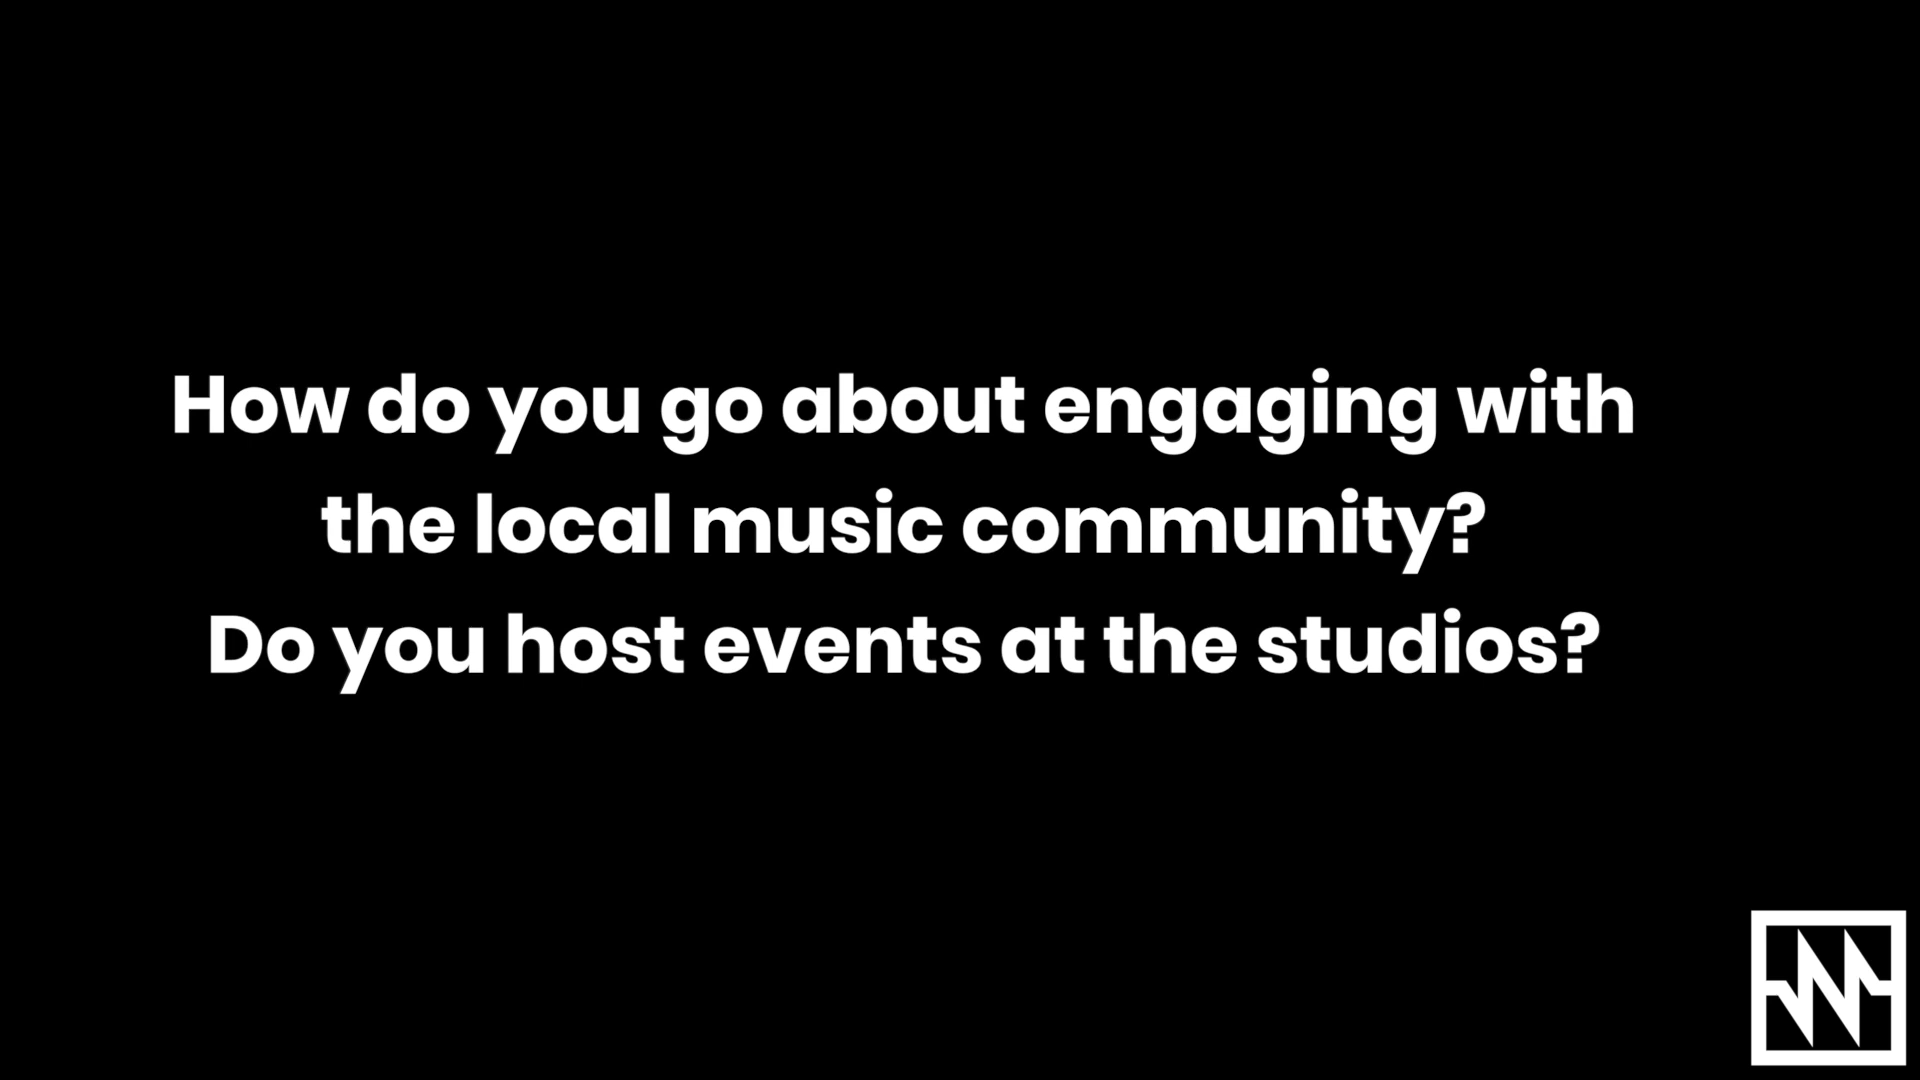 How do you go about engaging with
the local music community?
Do you host events at the studios?